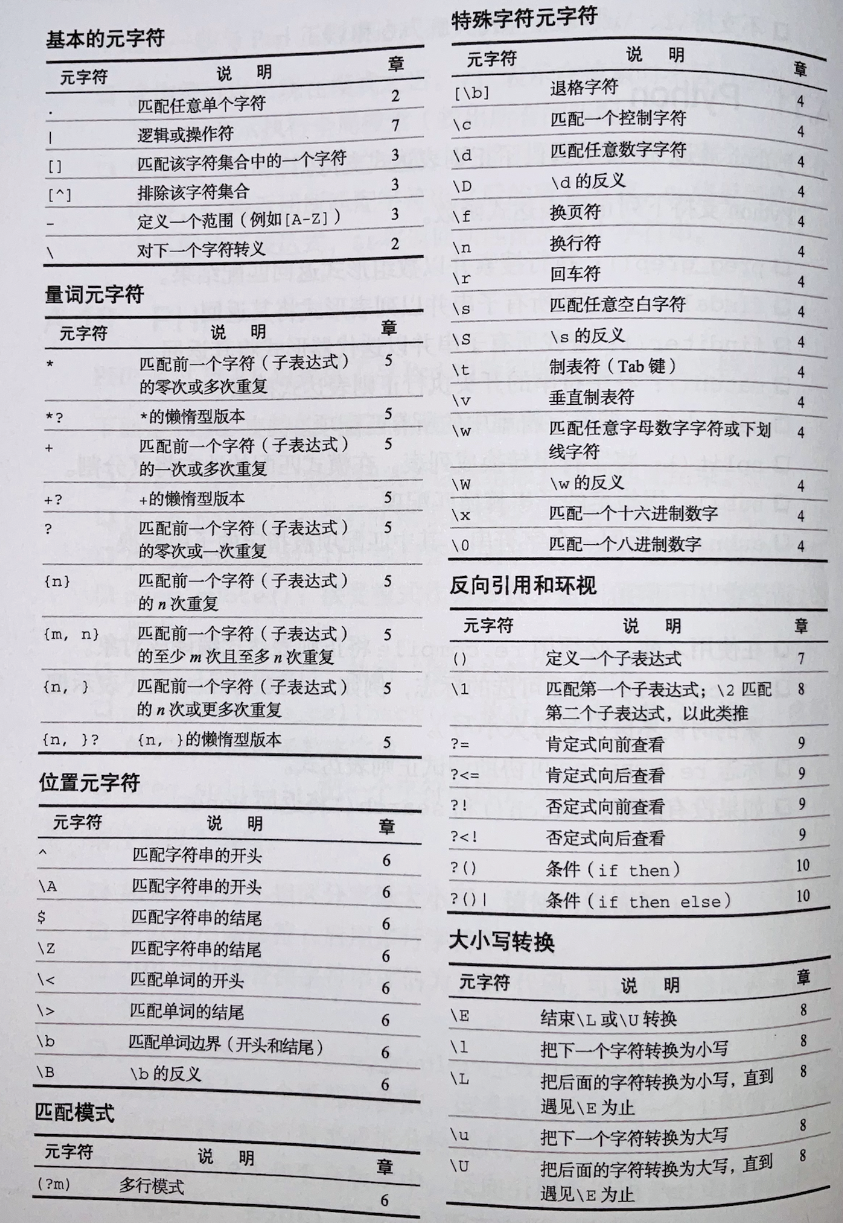 基本的元字符
元字符 说 明 章
. 匹配任意单个字符 2
| 逻辑或操作符 7
[] 匹配该字符集合中的一个字符 3
[^] 排除该字符集合 3
- 定义一个范围（例如[A-Z]） 3
\ 对下一个字符转义 2
量词元字符
元字符 说 明 章
* 匹配前一个字符（子表达式） 5
的零次或多次重复
*? *的懒惰型版本 5
+ 匹配前一个字符（子表达式） 5
的一次或多次重复
+? +的懒惰型版本 5
? 匹配前一个字符（子表达式） 5
的零次或一次重复
{n} 匹配前一个字符（子表达式） 5
的 n 次重复
{m, n} 匹配前一个字符（子表达式） 5
的至少 m 次且至多 n 次重复
{n, } 匹配前一个字符（子表达式） 5
的 n 次或更多次重复
{n, }? {n, }的懒惰型版本 5
位置元字符
元字符 说 明 章
^ 匹配字符串的开头 6
\A 匹配字符串的开头 6
$ 匹配字符串的结尾 6
\Z 匹配字符串的结尾 6
\< 匹配单词的开头 6
\> 匹配单词的结尾 6
\b 匹配单词边界（开头和结尾） 6
\B \b 的反义 6
匹配模式
元字符 说 明 章
(?m) 多行模式 6
特殊字符元字符
元字符 说 明 章
[\b] 退格字符 4
\c 匹配一个控制字符 4
\d 匹配任意数字字符 4
\D \d 的反义 4
\f 换页符 4
\n 换行符 4
\r 回车符 4
\s 匹配任意空白字符 4
\S \s 的反义 4
\t 制表符（Tab 键） 4
\v 垂直制表符 4
\w 匹配任意字母数字字符或下划 4
线字符
\W \w 的反义 4
\x 匹配一个十六进制数字 4
\0 匹配一个八进制数字 4
反向引用和环视
元字符 说 明 章
() 定义一个子表达式 7
\1 匹配第一个子表达式；\2 匹配 8
第二个子表达式，以此类推
?= 肯定式向前查看 9
?<= 肯定式向后查看 9
?! 否定式向前查看 9
?<! 否定式向后查看 9
?() 条件（if then） 10
?()| 条件（if then else） 10
大小写转换
元字符 说 明 章
\E 结束\L 或\U 转换 8
\l 把下一个字符转换为小写 8
\L 把后面的字符转换为小写，直到 8
遇见\E 为止
\u 把下一个字符转换为大写 8
\U 把后面的字符转换为大写，直到 8
遇见\E 为止